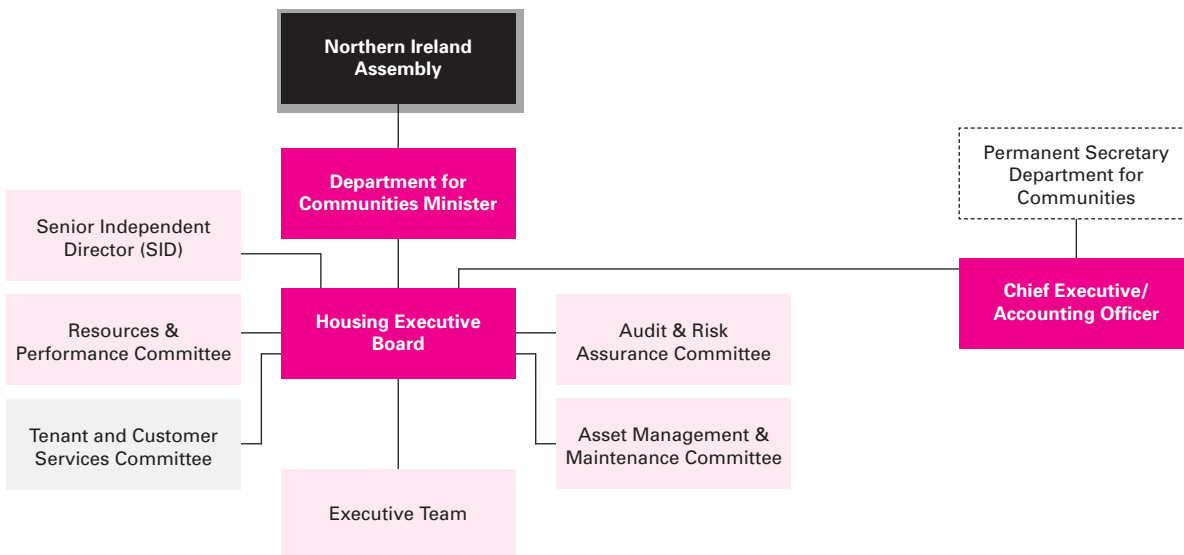 Northern Ireland
Assembly
Permanent Secretary
Department for
Communities
Department for
Communities Minister
Senior Independent
Director (SID)
Chief Executive/
Accounting Officer
Housing Executive
Board
Resources &
Performance Committee
Audit & Risk
Assurance Committee
Tenant and Customer
Services Committee
Asset Management &
Maintenance Committee
Executive Team